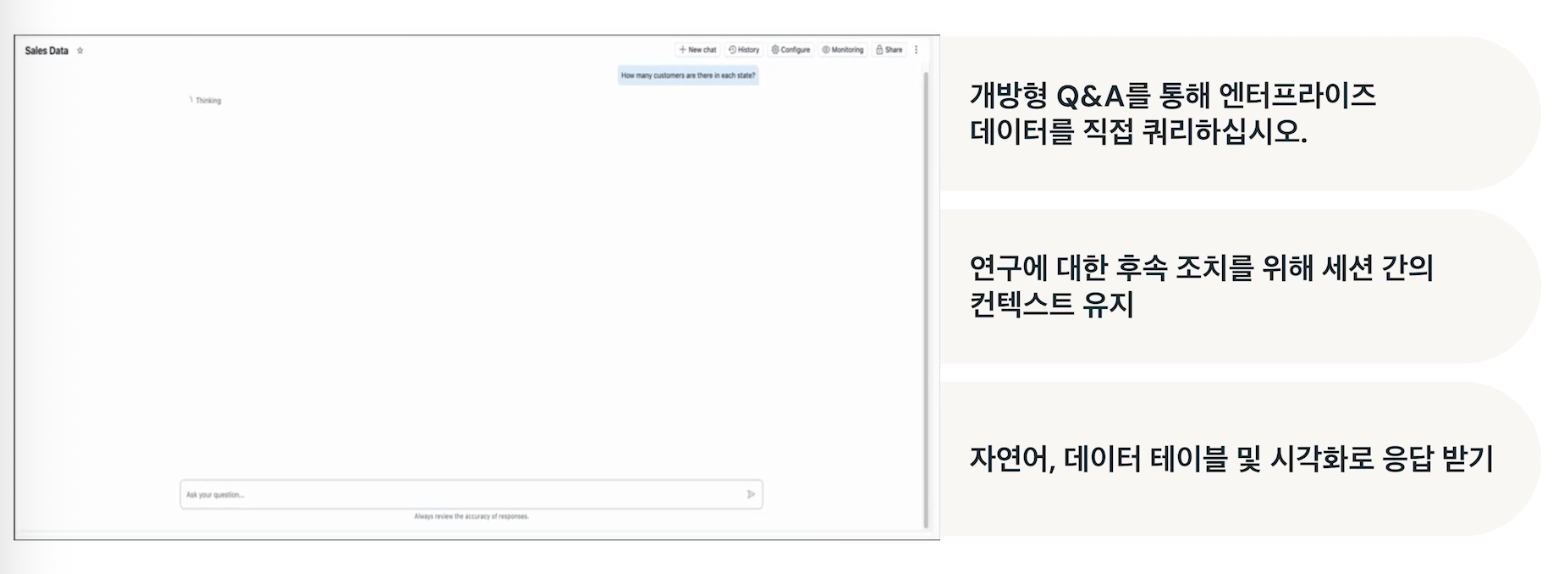 Sales Data
New chat
History
Configure
Monitoring
Share
How many customers are there in each state?
Thinking
Ask your question...
Always review the accuracy of responses.
개방형 Q&A를 통해 엔터프라이즈
데이터를 직접 쿼리하십시오.
연구에 대한 후속 조치를 위해 세션 간의
컨텍스트 유지
자연어, 데이터 테이블 및 시각화로 응답 받기